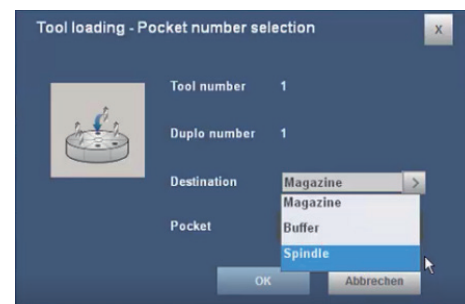 Tool loading - Pocket number selection
X
Tool number 1
Duplo number 1
Destination Magazine >
Magazine
Pocket Buffer
Spindle
OK Abbrechen